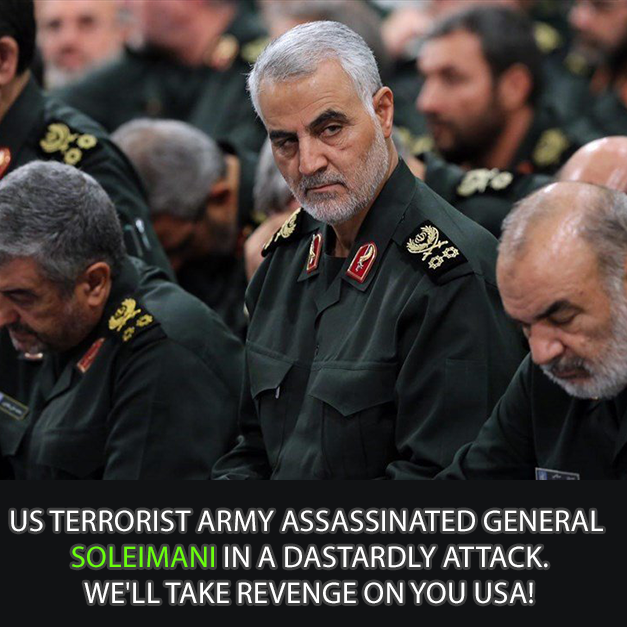 US TERRORIST ARMY ASSASSINATED GENERAL
SOLEIMANI IN A DASTARDLY ATTACK.
WE'LL TAKE REVENGE ON YOU USA!